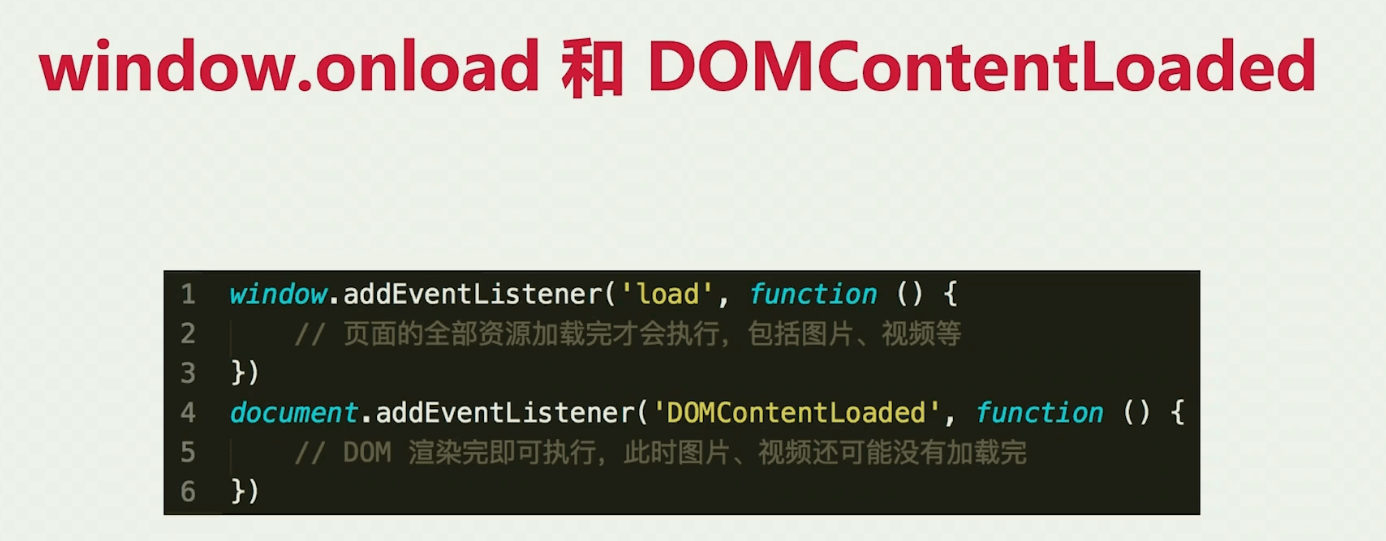 window.onload 和 DOMContentLoaded
1 window.addEventListener('load', function () {
2 // 页面的全部资源加载完才会执行，包括图片、视频等
3 })
4 document.addEventListener('DOMContentLoaded', function () {
5 // DOM 渲染完即可执行，此时图片、视频还可能没有加载完
6 })